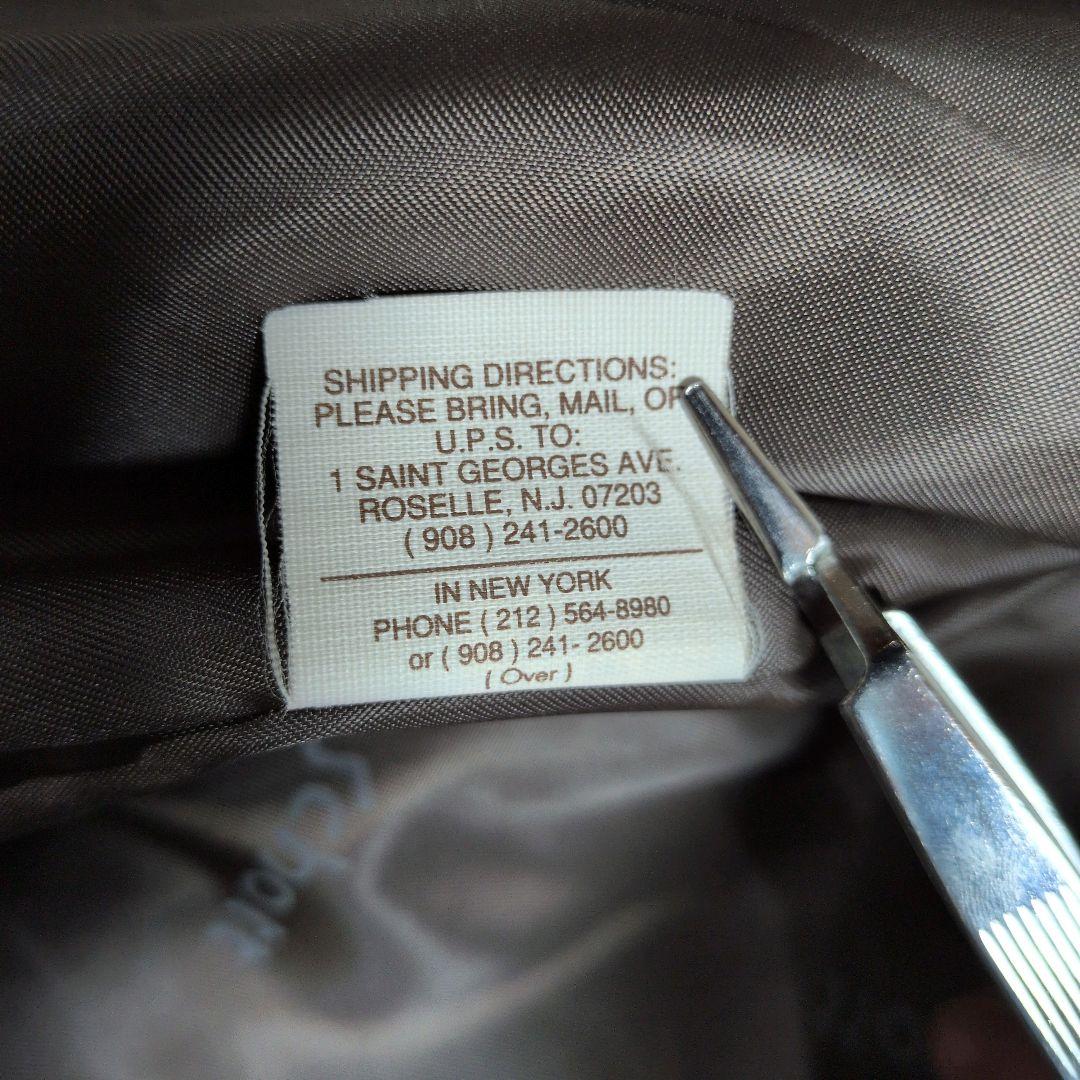 SHIPPING DIRECTIONS:
PLEASE BRING, MAIL, OR
U.P.S. TO:
1 SAINT GEORGES AVE.
ROSELLE, N.J. 07203
( 908 ) 241-2600
IN NEW YORK
PHONE ( 212 ) 564-8980
or ( 908 ) 241- 2600
( Over )